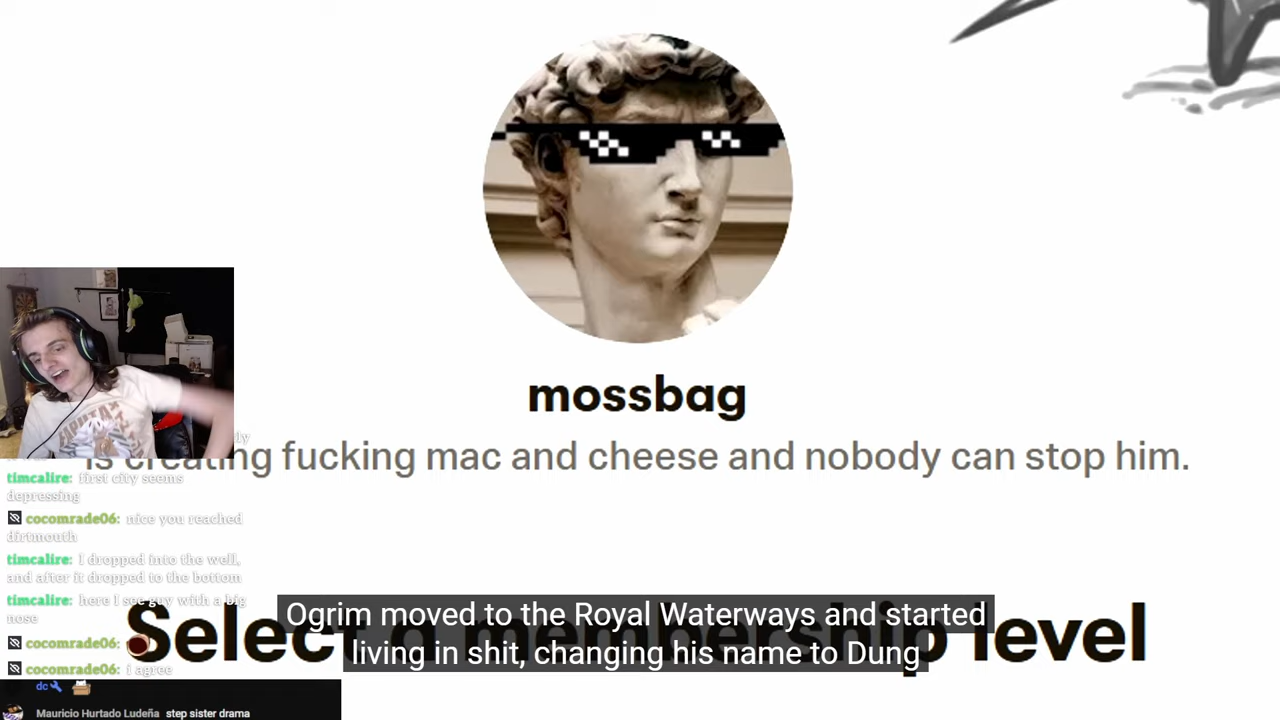 mossbag
is creating fucking mac and cheese and nobody can stop him.
ly
timcalire: first city seems
depressing
cocomrade06: nice you reached
dirtmouth
timcalire: I dropped into the well,
and after it dropped to the bottom
timcalire: here I see guy with a big
nose
cocomrade06:
cocomrade06: i agree
Select a membership level
Ogrim moved to the Royal Waterways and started
living in shit, changing his name to Dung
dc
Mauricio Hurtado Ludeña step sister drama